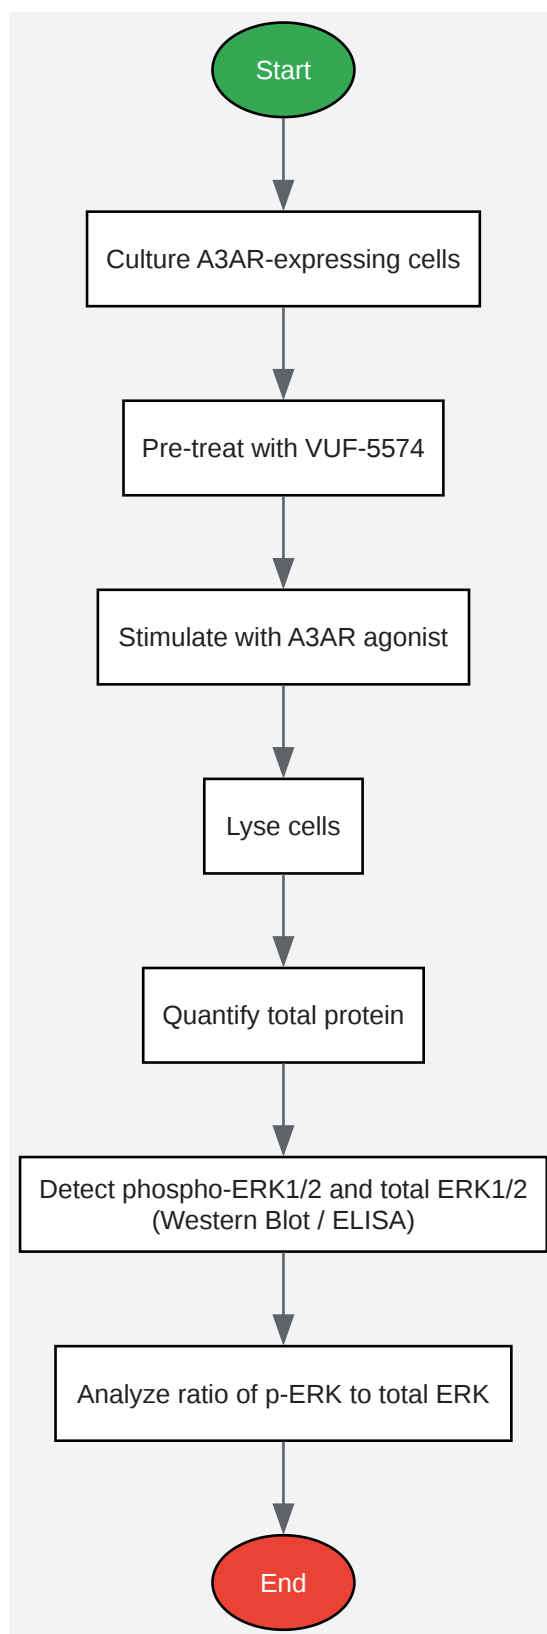 Start
Culture A3AR-expressing cells
Pre-treat with VUF-5574
Stimulate with A3AR agonist
Lyse cells
Quantify total protein
Detect phospho-ERK1/2 and total ERK1/2
(Western Blot / ELISA)
Analyze ratio of p-ERK to total ERK
End